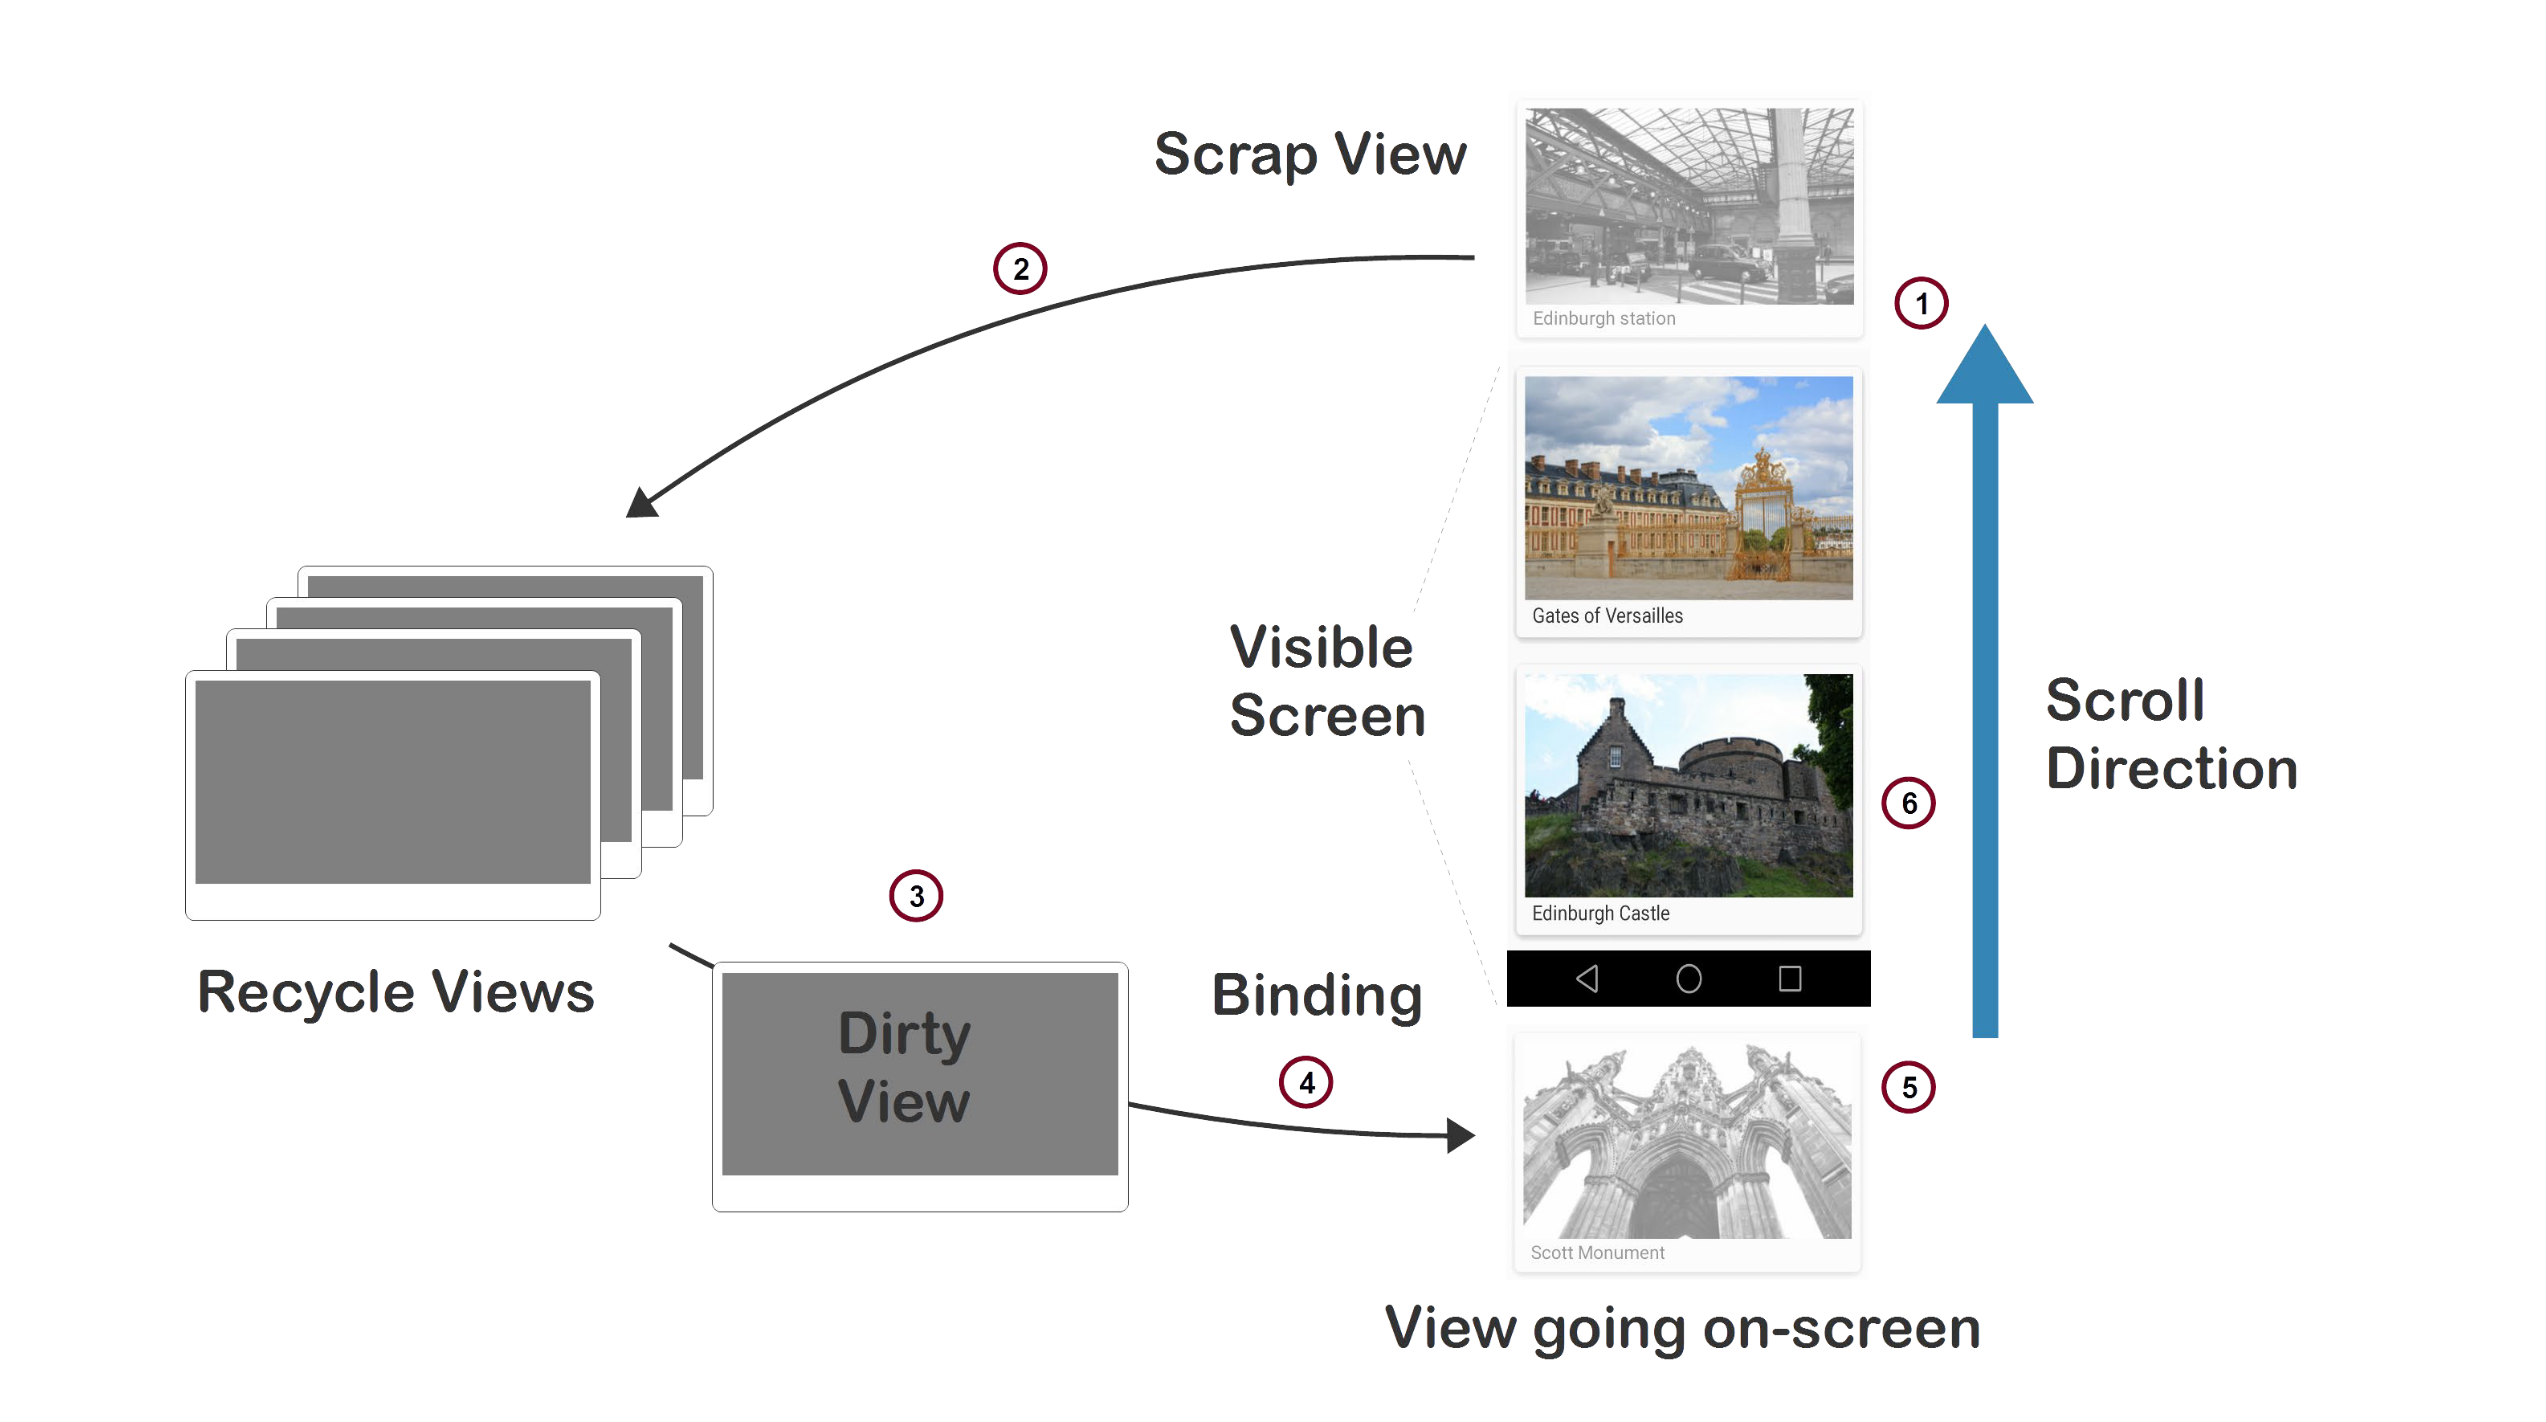 Scrap View
2
Edinburgh station
1
Gates of Versailles
Visible
Screen
Scroll
Direction
6
Edinburgh Castle
3
Recycle Views
Dirty
View
Binding
4
5
Scott Monument
View going on-screen